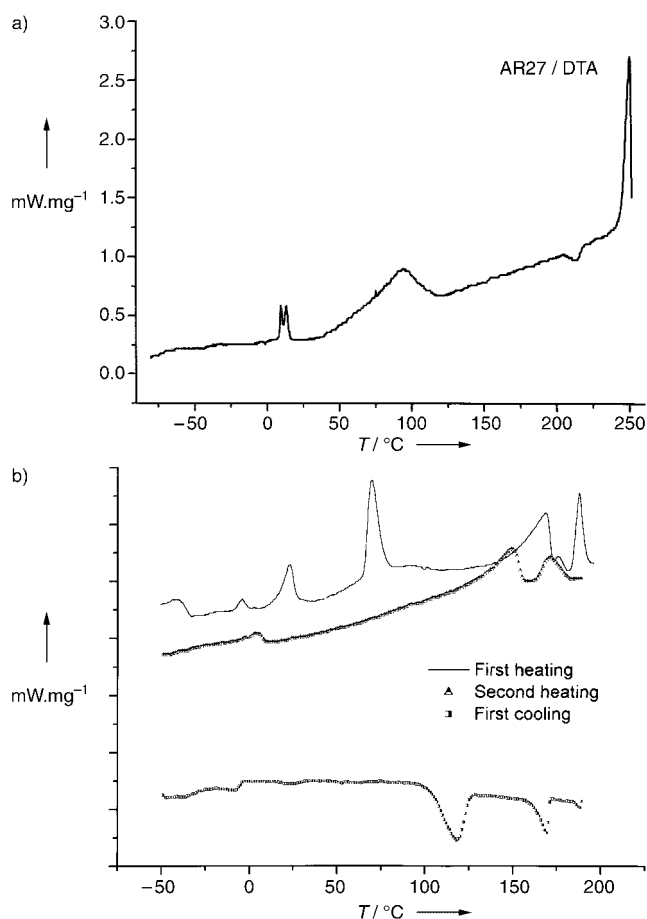 a)
3.0
AR27 / DTA
2.5
2.0
mW.mg⁻¹
1.5
1.0
0.5
0.0
−50 0 50 100 150 200 250
T / °C
b)
First heating
Second heating
First cooling
mW.mg⁻¹
−50 0 50 100 150 200
T / °C